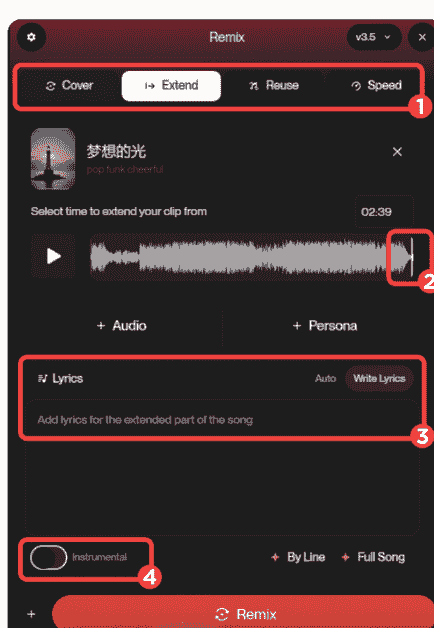 Remix
v3.5
Cover
Extend
Reuse
Speed
1
梦想的光
pop funk cheerful
Select time to extend your clip from
02:39
2
+ Audio
+ Persona
Lyrics
Auto
Write Lyrics
Add lyrics for the extended part of the song
3
Instrumental
By Line
Full Song
4
+
Remix